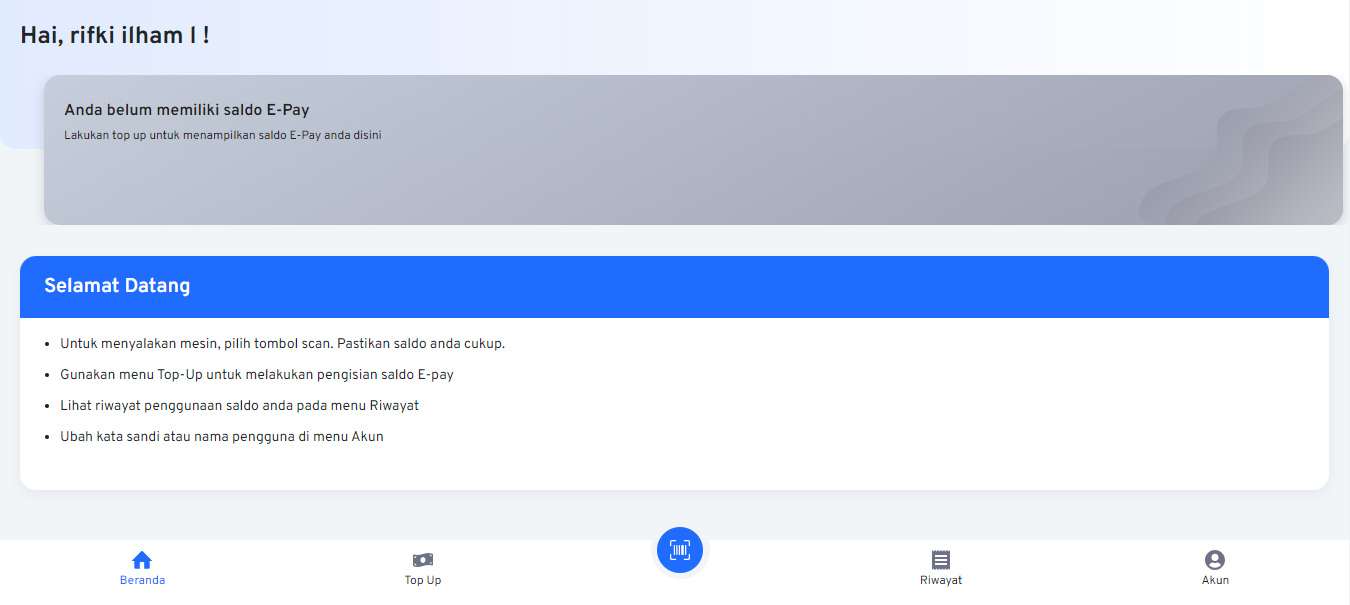 Hai, rifki ilham l !
Anda belum memiliki saldo E-Pay
Lakukan top up untuk menampilkan saldo E-Pay anda disini
Selamat Datang
• Untuk menyalakan mesin, pilih tombol scan. Pastikan saldo anda cukup.
• Gunakan menu Top-Up untuk melakukan pengisian saldo E-pay
• Lihat riwayat penggunaan saldo anda pada menu Riwayat
• Ubah kata sandi atau nama pengguna di menu Akun
Beranda
Top Up
Riwayat
Akun